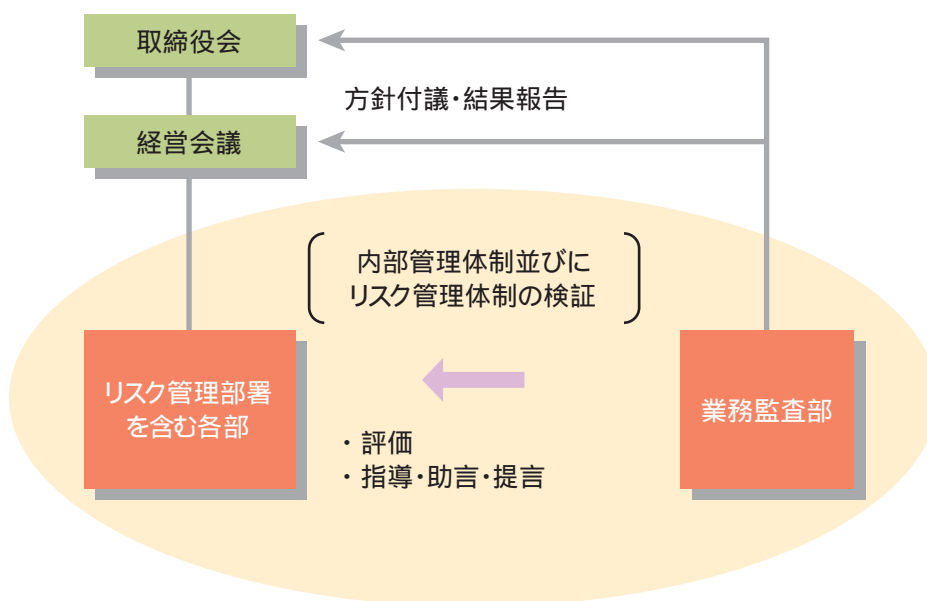 取締役会
方針付議・結果報告
経営会議
内部管理体制並びに
リスク管理体制の検証
リスク管理部署
を含む各部
業務監査部
・ 評価
・ 指導・助言・提言